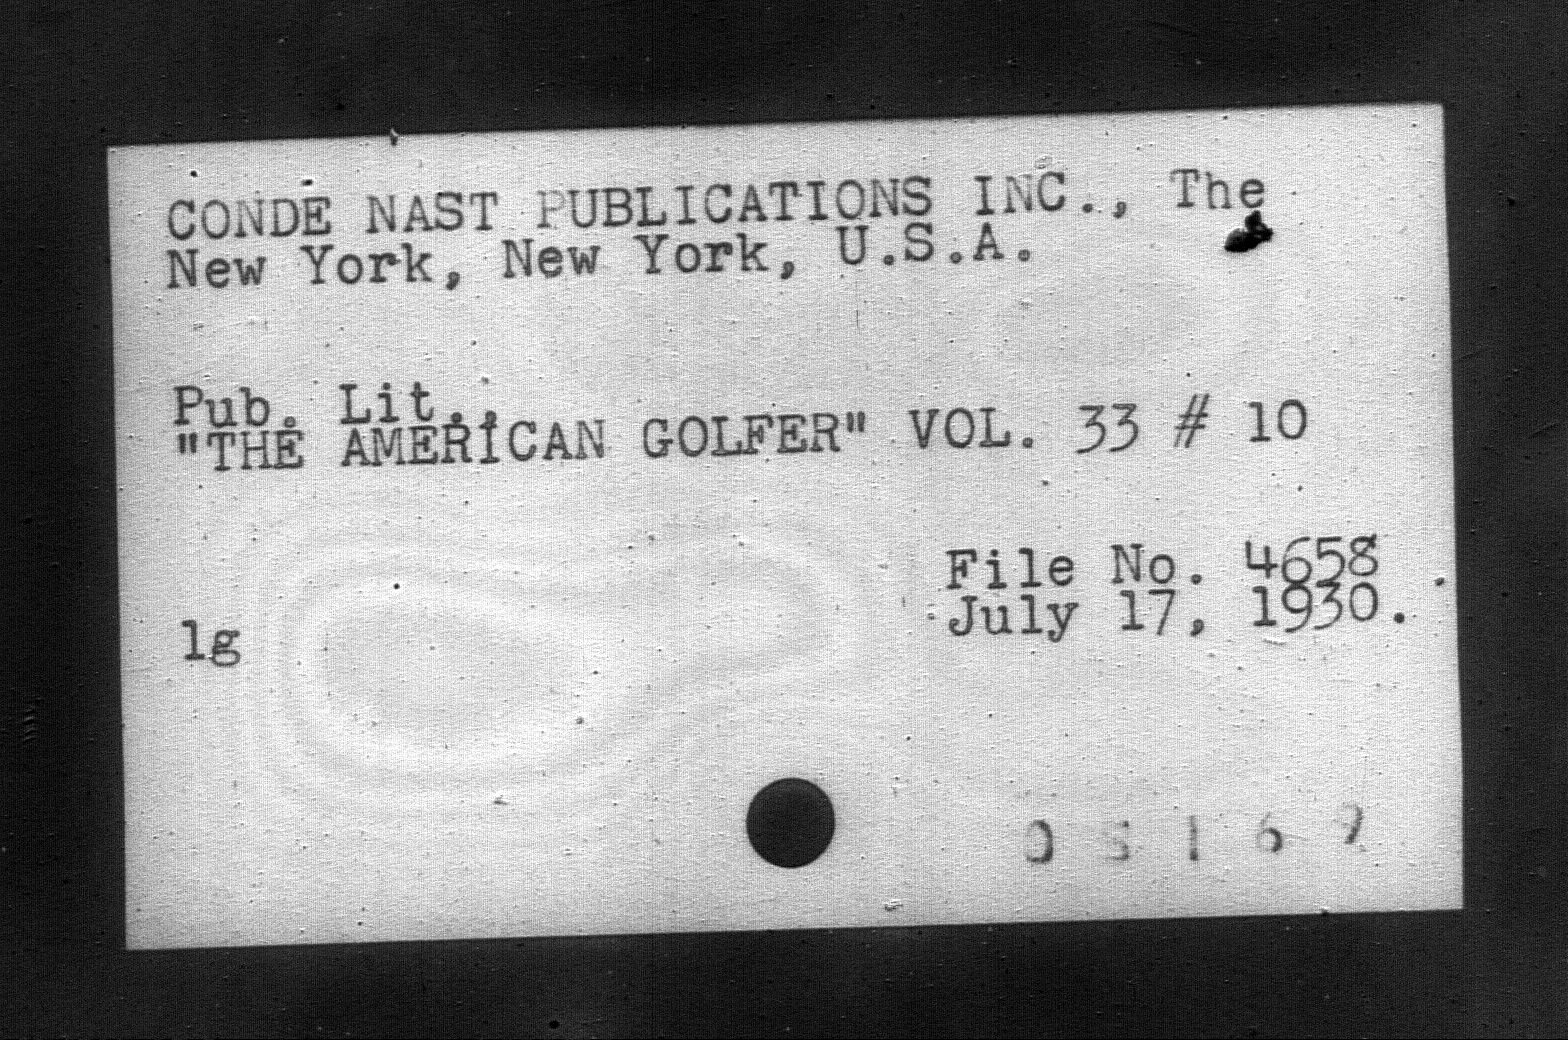 CONDE NAST PUBLICATIONS INC., The
New York, New York, U.S.A.
Pub. Lit.,
"THE AMERICAN GOLFER" VOL. 33 # 10
File No. 4658
July 17, 1930.
lg